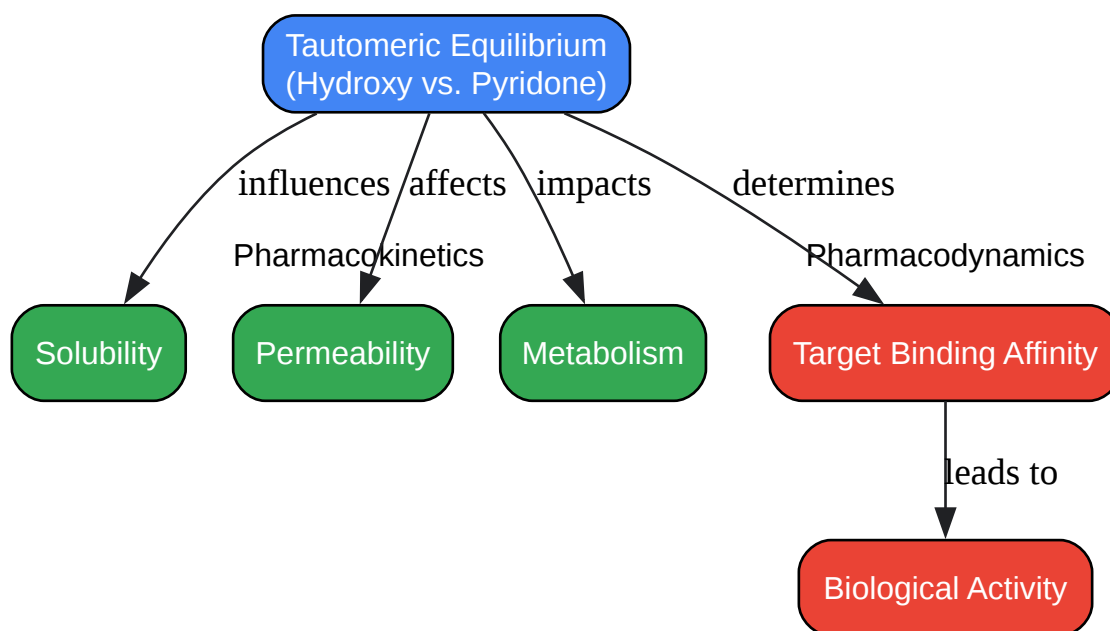 Tautomeric Equilibrium
(Hydroxy vs. Pyridone)
influences
affects
impacts
determines
Pharmacokinetics
Pharmacodynamics
Solubility
Permeability
Metabolism
Target Binding Affinity
leads to
Biological Activity